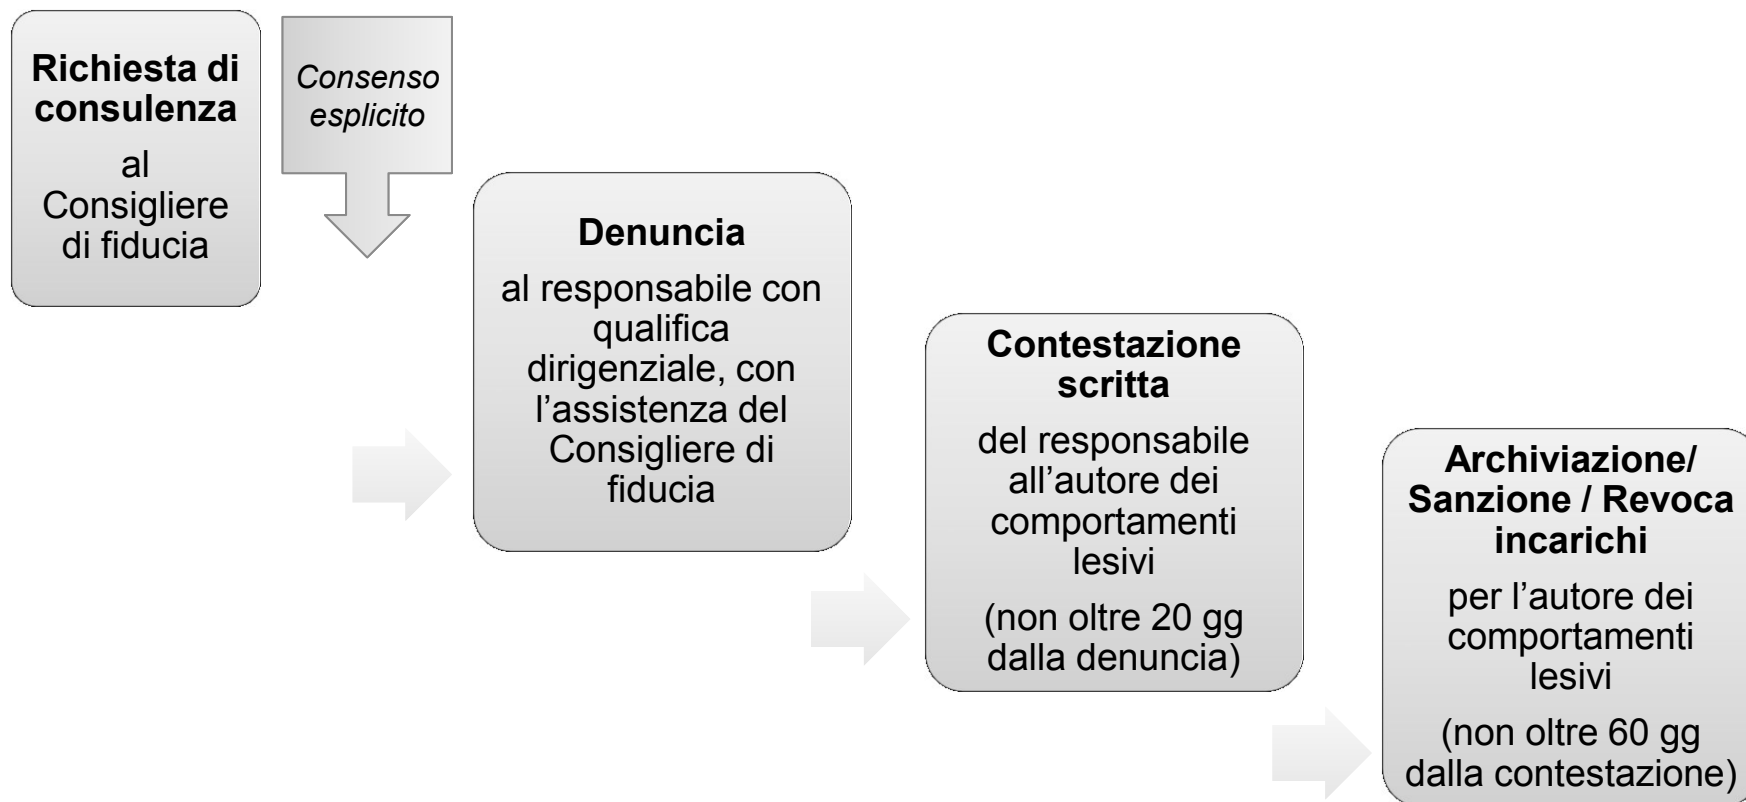 Richiesta di
consulenza
al
Consigliere
di fiducia
Consenso
esplicito
Denuncia
al responsabile con
qualifica
dirigenziale, con
l’assistenza del
Consigliere di
fiducia
Contestazione
scritta
del responsabile
all’autore dei
comportamenti
lesivi
(non oltre 20 gg
dalla denuncia)
Archiviazione/
Sanzione / Revoca
incarichi
per l’autore dei
comportamenti
lesivi
(non oltre 60 gg
dalla contestazione)